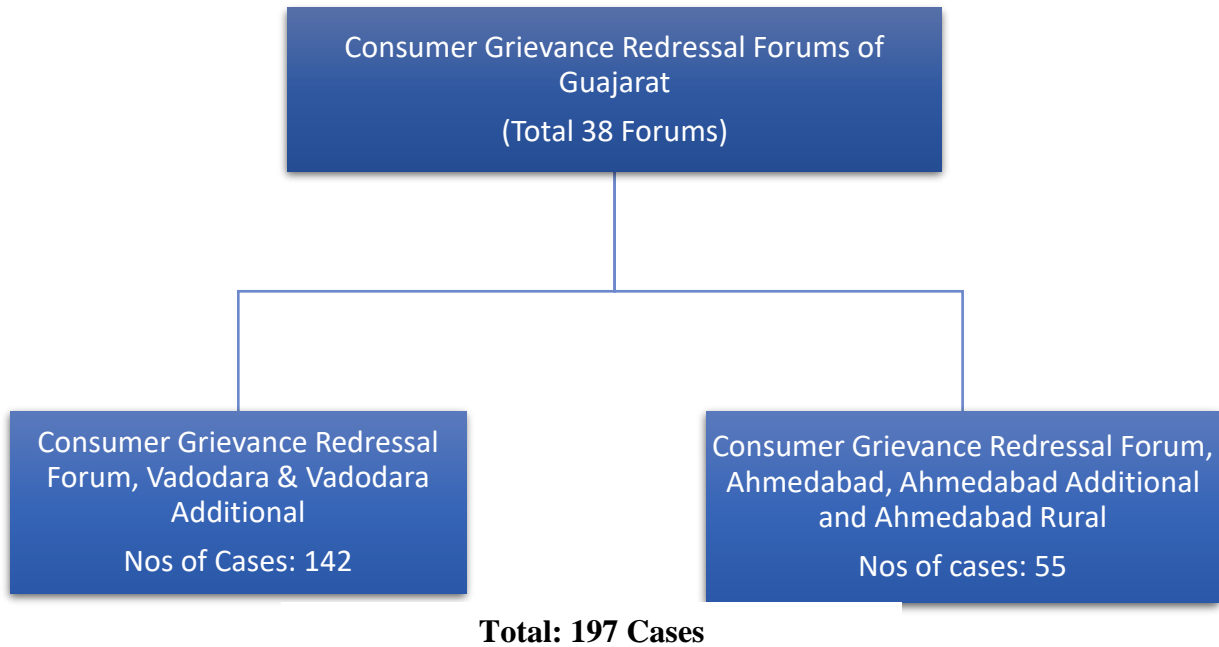 Consumer Grievance Redressal Forums of
Guajarat
(Total 38 Forums)
Consumer Grievance Redressal
Forum, Vadodara & Vadodara
Additional
Nos of Cases: 142
Consumer Grievance Redressal Forum,
Ahmedabad, Ahmedabad Additional
and Ahmedabad Rural
Nos of cases: 55
Total: 197 Cases